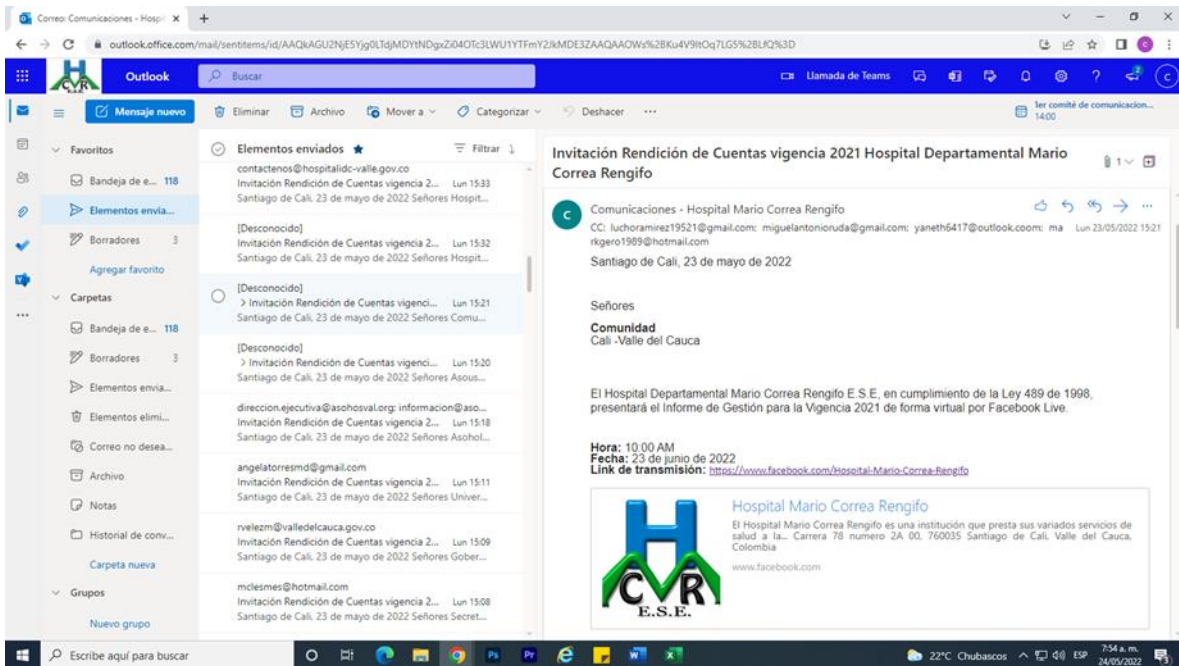 Correo: Comunicaciones - Hospi
outlook.office.com/mail/sentitems/id/
HCVR E.S.E.
Outlook
Buscar
Llamada de Teams
Mensaje nuevo
Eliminar
Archivo
Mover a
Categorizar
Deshacer
1er comité de comunicacion...
14:00
Favoritos
Bandeja de e... 118
Elementos envia...
Borradores 3
Agregar favorito
Carpetas
Bandeja de e... 118
Borradores 3
Elementos envia...
Elementos elimi...
Correo no desea...
Archivo
Notas
Historial de conv...
Carpeta nueva
Grupos
Nuevo grupo
Elementos enviados
Filtrar
contactenos@hospitalidc-valle.gov.co
Invitación Rendición de Cuentas vigencia 2... Lun 15:33
Santiago de Cali, 23 de mayo de 2022 Señores Hospit...
[Desconocido]
Invitación Rendición de Cuentas vigencia 2... Lun 15:32
Santiago de Cali, 23 de mayo de 2022 Señores Hospit...
[Desconocido]
> Invitación Rendición de Cuentas vigenci... Lun 15:21
Santiago de Cali, 23 de mayo de 2022 Señores Comu...
[Desconocido]
> Invitación Rendición de Cuentas vigenci... Lun 15:20
Santiago de Cali, 23 de mayo de 2022 Señores Asous...
direccion.ejecutiva@asohosval.org; informacion@aso...
Invitación Rendición de Cuentas vigencia 2... Lun 15:18
Santiago de Cali, 23 de mayo de 2022 Señores Asohol...
angelatorresmd@gmail.com
Invitación Rendición de Cuentas vigencia 2... Lun 15:11
Santiago de Cali, 23 de mayo de 2022 Señores Univer...
rvelezm@valledelcauca.gov.co
Invitación Rendición de Cuentas vigencia 2... Lun 15:09
Santiago de Cali, 23 de mayo de 2022 Señores Gober...
mclesmes@hotmail.com
Invitación Rendición de Cuentas vigencia 2... Lun 15:08
Santiago de Cali, 23 de mayo de 2022 Señores Secret...
Invitación Rendición de Cuentas vigencia 2021 Hospital Departamental Mario
Correa Rengifo
1
C
Comunicaciones - Hospital Mario Correa Rengifo
CC: luchoramirez19521@gmail.com; miguelantonioruda@gmail.com; yaneth6417@outlook.coom; ma Lun 23/05/2022 15:21
rkgero1989@hotmail.com
Santiago de Cali, 23 de mayo de 2022
Señores
Comunidad
Cali -Valle del Cauca
El Hospital Departamental Mario Correa Rengifo E.S.E, en cumplimiento de la Ley 489 de 1998,
presentará el Informe de Gestión para la Vigencia 2021 de forma virtual por Facebook Live.
Hora: 10:00 AM
Fecha: 23 de junio de 2022
Link de transmisión: https://www.facebook.com/Hospital-Mario-Correa-Rengifo
H
CVR
E.S.E.
Hospital Mario Correa Rengifo
El Hospital Mario Correa Rengifo es una institución que presta sus variados servicios de
salud a la... Carrera 78 numero 2A 00, 760035 Santiago de Cali, Valle del Cauca,
Colombia
www.facebook.com
Escribe aquí para buscar
22°C Chubascos
ESP
7:54 a. m.
24/05/2022